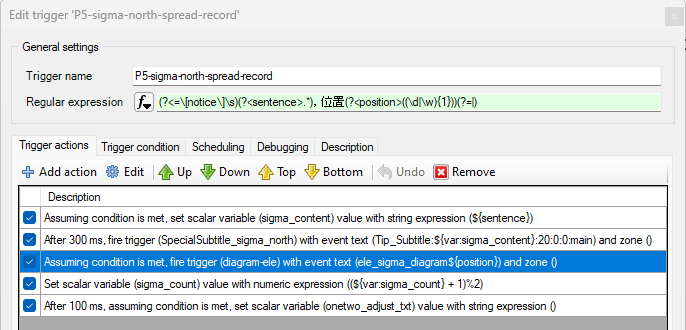 Edit trigger 'P5-sigma-north-spread-record'
General settings
Trigger name P5-sigma-north-spread-record
Regular expression f (?<=\[notice\]\s)(?<sentence>.*), 位置(?<position>((\d|\w){1}))(?=|)
Trigger actions Trigger condition Scheduling Debugging Description
Add action Edit Up Down Top Bottom Undo Remove
Description
Assuming condition is met, set scalar variable (sigma_content) value with string expression (${sentence})
After 300 ms, fire trigger (SpecialSubtitle_sigma_north) with event text (Tip_Subtitle:${var:sigma_content}:20:0:0:main) and zone ()
Assuming condition is met, fire trigger (diagram-ele) with event text (ele_sigma_diagram${position}) and zone ()
Set scalar variable (sigma_count) value with numeric expression ((${var:sigma_count} + 1)%2)
After 100 ms, assuming condition is met, set scalar variable (onetwo_adjust_txt) value with string expression ()